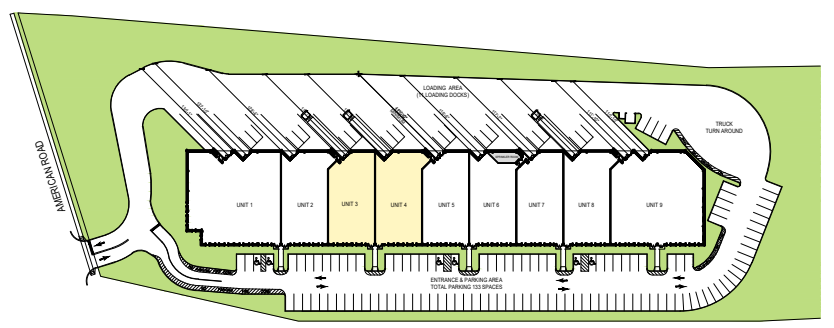 LOADING AREA
(11 LOADING DOCKS)
TRUCK
TURN AROUND
AMERICAN ROAD
UNIT 1
UNIT 2
UNIT 3
UNIT 4
UNIT 5
UNIT 6
UNIT 7
UNIT 8
UNIT 9
ENTRANCE & PARKING AREA
TOTAL PARKING 133 SPACES